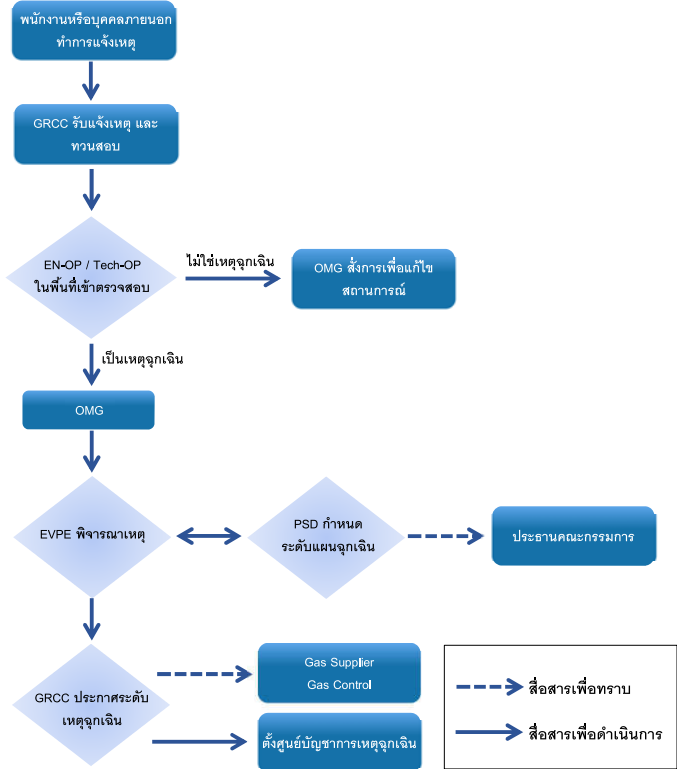 พนักงานหรือบุคคลภายนอก
ทำการแจ้งเหตุ
GRCC รับแจ้งเหตุ และ
ทวนสอบ
EN-OP / Tech-OP
ในพื้นที่เข้าตรวจสอบ
ไม่ใช่เหตุฉุกเฉิน
OMG สั่งการเพื่อแก้ไข
สถานการณ์
เป็นเหตุฉุกเฉิน
OMG
EVPE พิจารณาเหตุ
PSD กำหนด
ระดับแผนฉุกเฉิน
ประธานคณะกรรมการ
GRCC ประกาศระดับ
เหตุฉุกเฉิน
Gas Supplier
Gas Control
ตั้งศูนย์บัญชาการเหตุฉุกเฉิน
สื่อสารเพื่อทราบ
สื่อสารเพื่อดำเนินการ